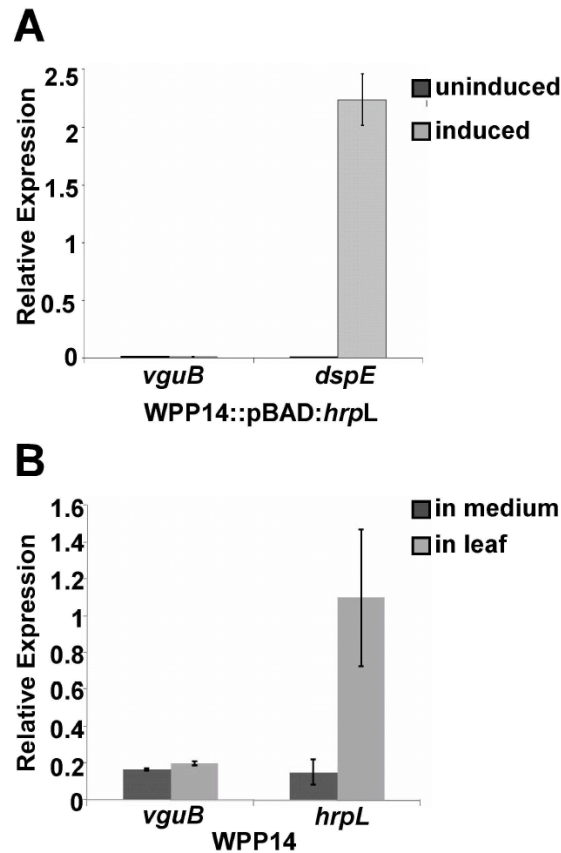 A
Relative Expression
2.5
2
1.5
1
0.5
0
uninduced
induced
vguB dspE
WPP14::pBAD:hrpL
B
Relative Expression
1.6
1.4
1.2
1
0.8
0.6
0.4
0.2
0
in medium
in leaf
vguB hrpL
WPP14